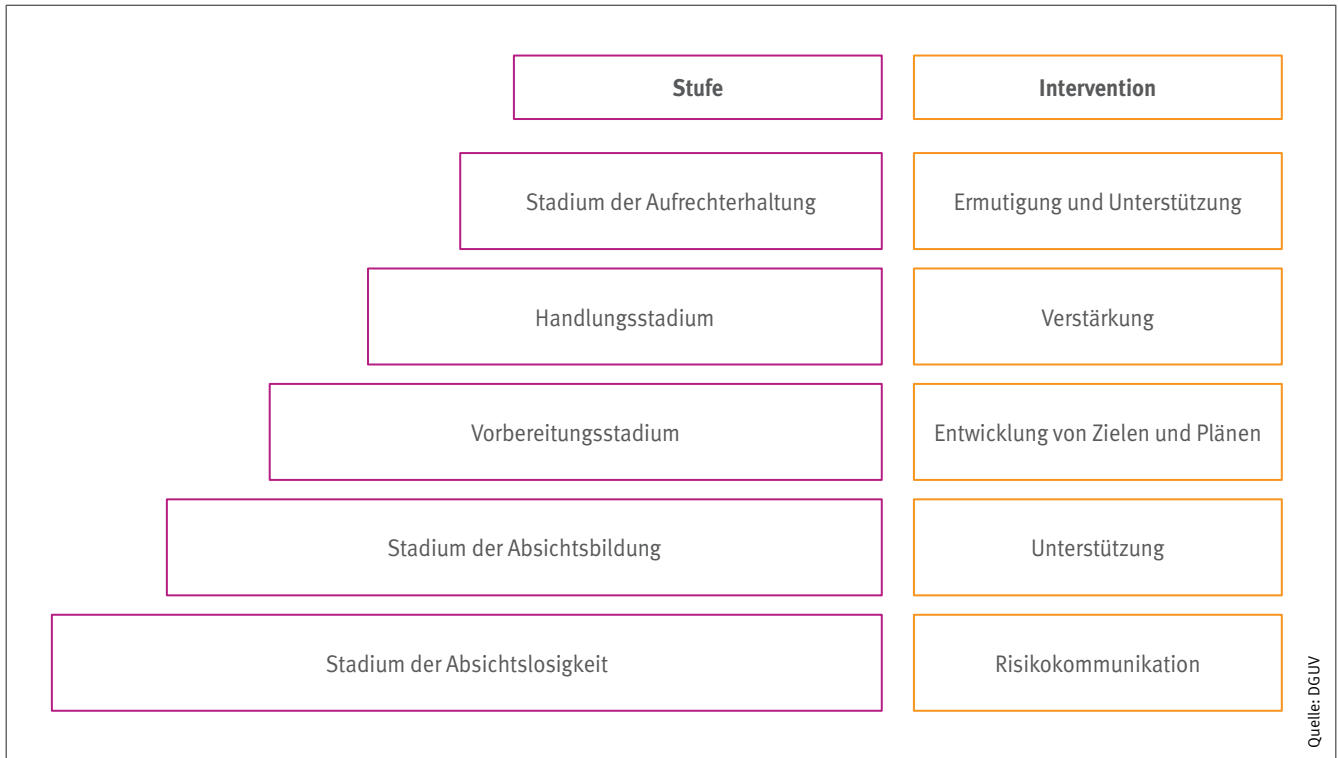 Stufe
Intervention
Stadium der Aufrechterhaltung
Ermutigung und Unterstützung
Handlungsstadium
Verstärkung
Vorbereitungsstadium
Entwicklung von Zielen und Plänen
Stadium der Absichtsbildung
Unterstützung
Stadium der Absichtslosigkeit
Risikokommunikation
Quelle: DGUV